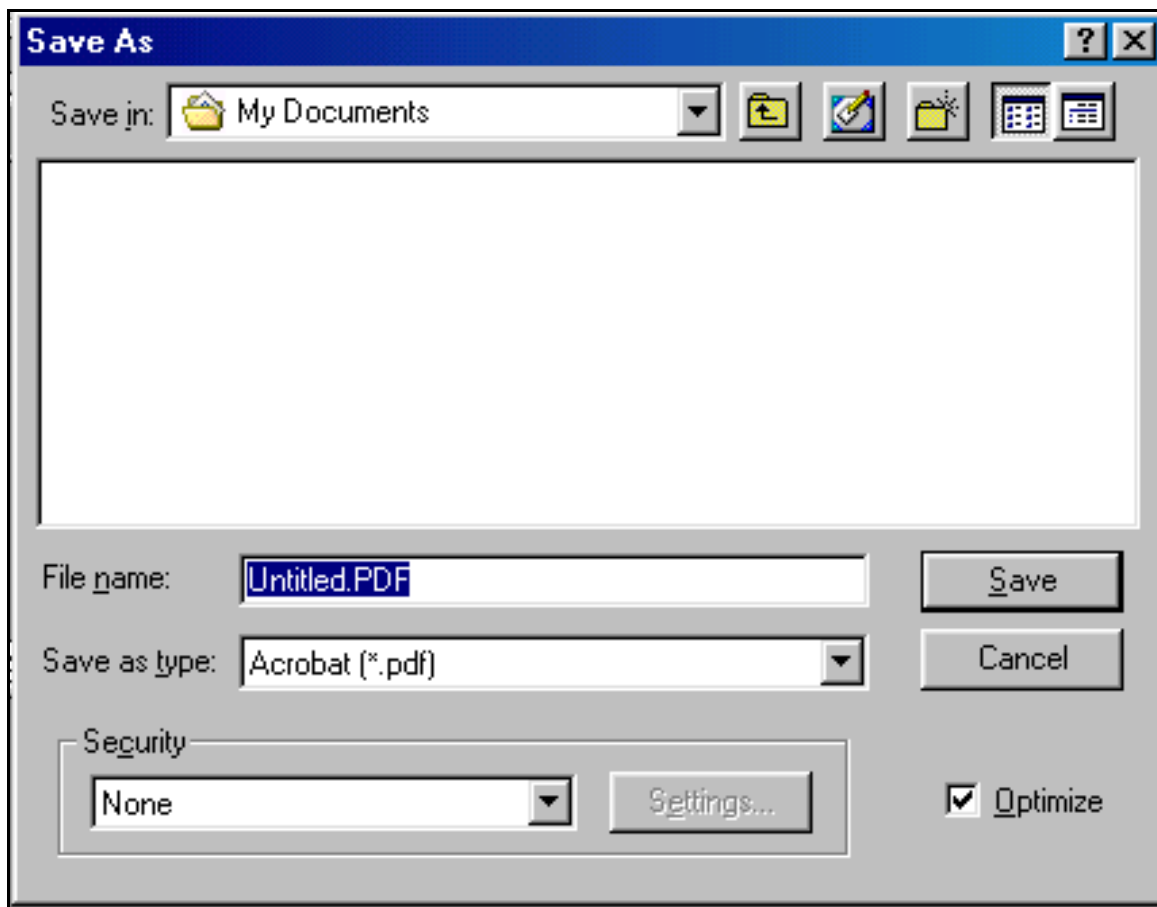 Save As
Save in: My Documents
File name: Untitled.PDF Save
Save as type: Acrobat (*.pdf) Cancel
Security
None Settings... Optimize